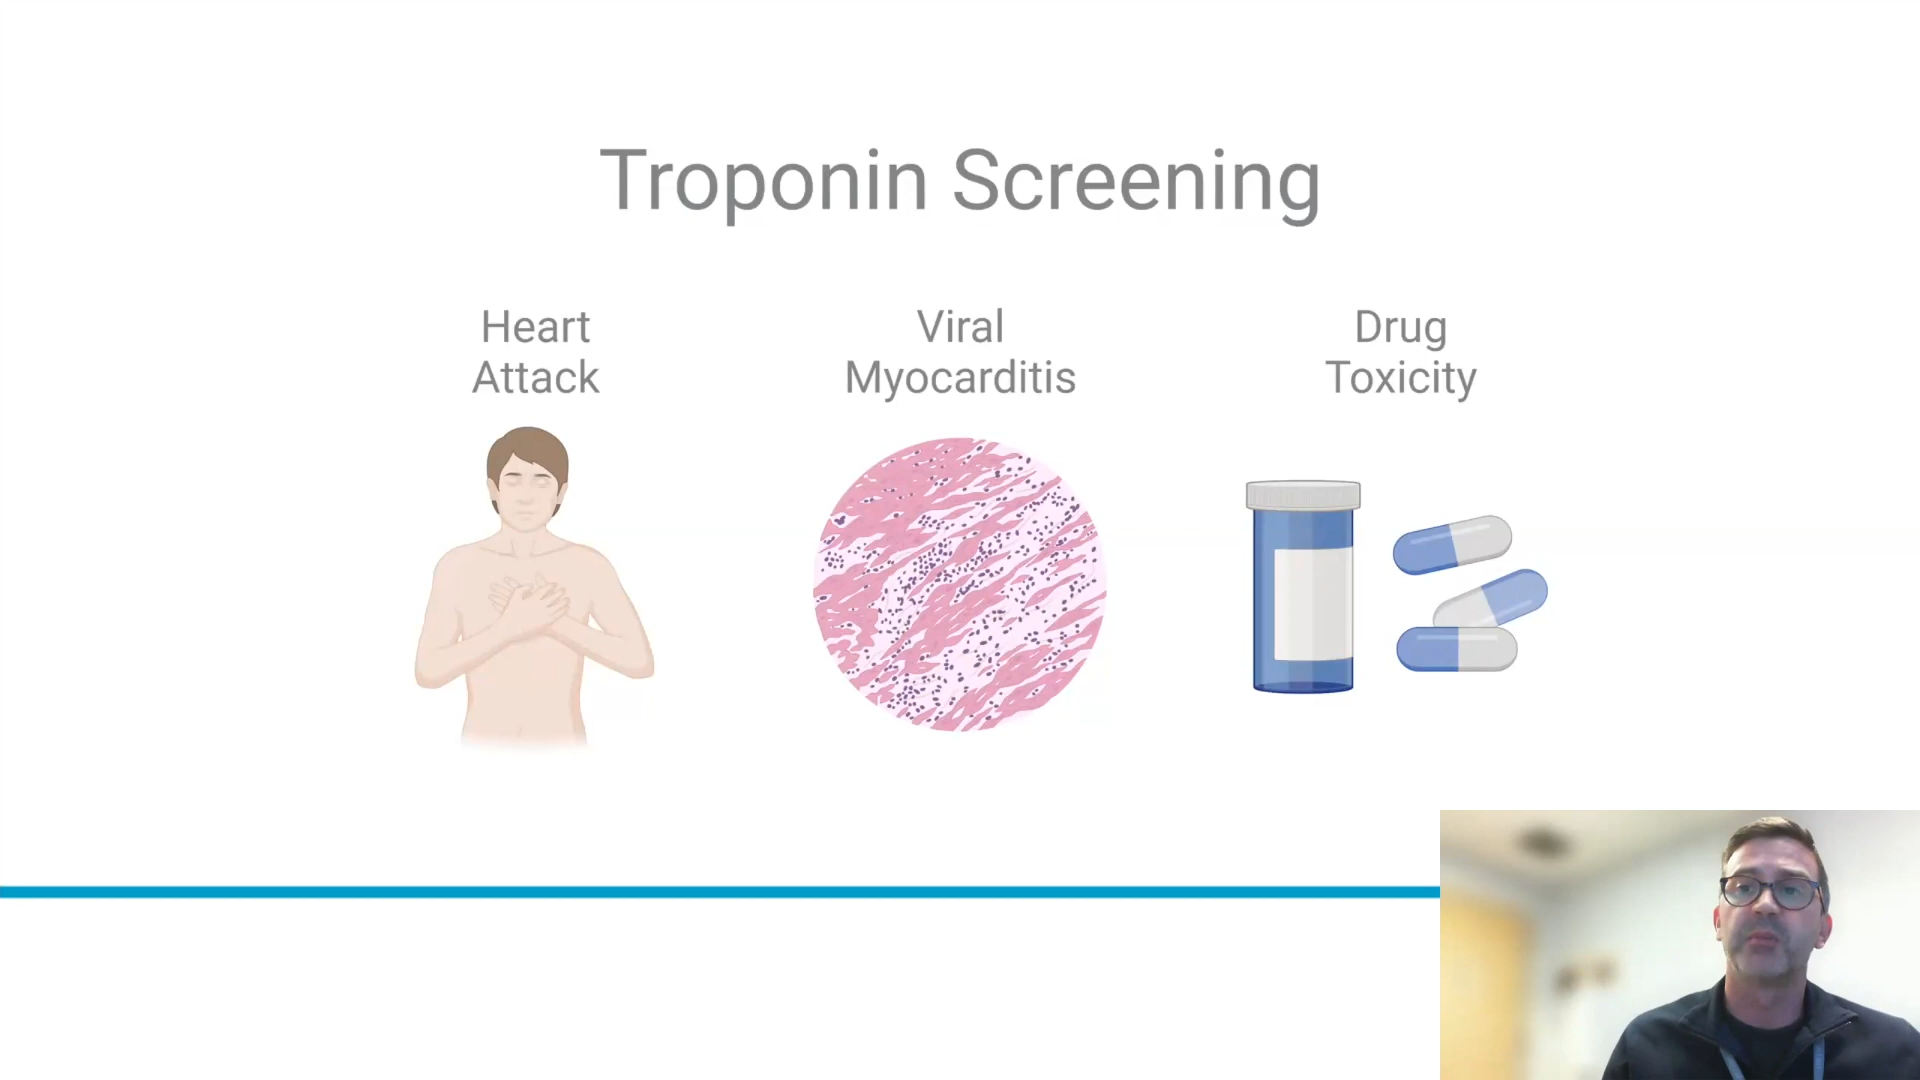 Troponin Screening
Heart
Attack
Viral
Myocarditis
Drug
Toxicity